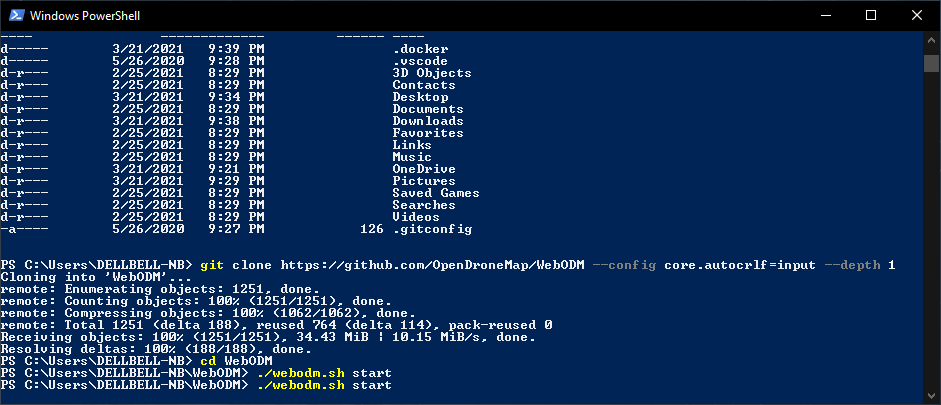 Windows PowerShell
----                 -------------         ------ ----
d-----         3/21/2021   9:39 PM                .docker
d-----         5/26/2020   9:28 PM                .vscode
d-r---         2/25/2021   8:29 PM                3D Objects
d-r---         2/25/2021   8:29 PM                Contacts
d-r---         3/21/2021   9:34 PM                Desktop
d-r---         2/25/2021   8:29 PM                Documents
d-r---         3/21/2021   9:38 PM                Downloads
d-r---         2/25/2021   8:29 PM                Favorites
d-r---         2/25/2021   8:29 PM                Links
d-r---         2/25/2021   8:29 PM                Music
d-r---         3/21/2021   9:21 PM                OneDrive
d-r---         3/21/2021   9:29 PM                Pictures
d-r---         2/25/2021   8:29 PM                Saved Games
d-r---         2/25/2021   8:29 PM                Searches
d-r---         2/25/2021   8:29 PM                Videos
-a----         5/26/2020   9:27 PM            126 .gitconfig
PS C:\Users\DELLBELL-NB> git clone https://github.com/OpenDroneMap/WebODM --config core.autocrlf=input --depth 1
Cloning into 'WebODM'...
remote: Enumerating objects: 1251, done.
remote: Counting objects: 100% (1251/1251), done.
remote: Compressing objects: 100% (1062/1062), done.
remote: Total 1251 (delta 188), reused 764 (delta 114), pack-reused 0
Receiving objects: 100% (1251/1251), 34.43 MiB | 10.15 MiB/s, done.
Resolving deltas: 100% (188/188), done.
PS C:\Users\DELLBELL-NB> cd WebODM
PS C:\Users\DELLBELL-NB\WebODM> ./webodm.sh start
PS C:\Users\DELLBELL-NB\WebODM> ./webodm.sh start